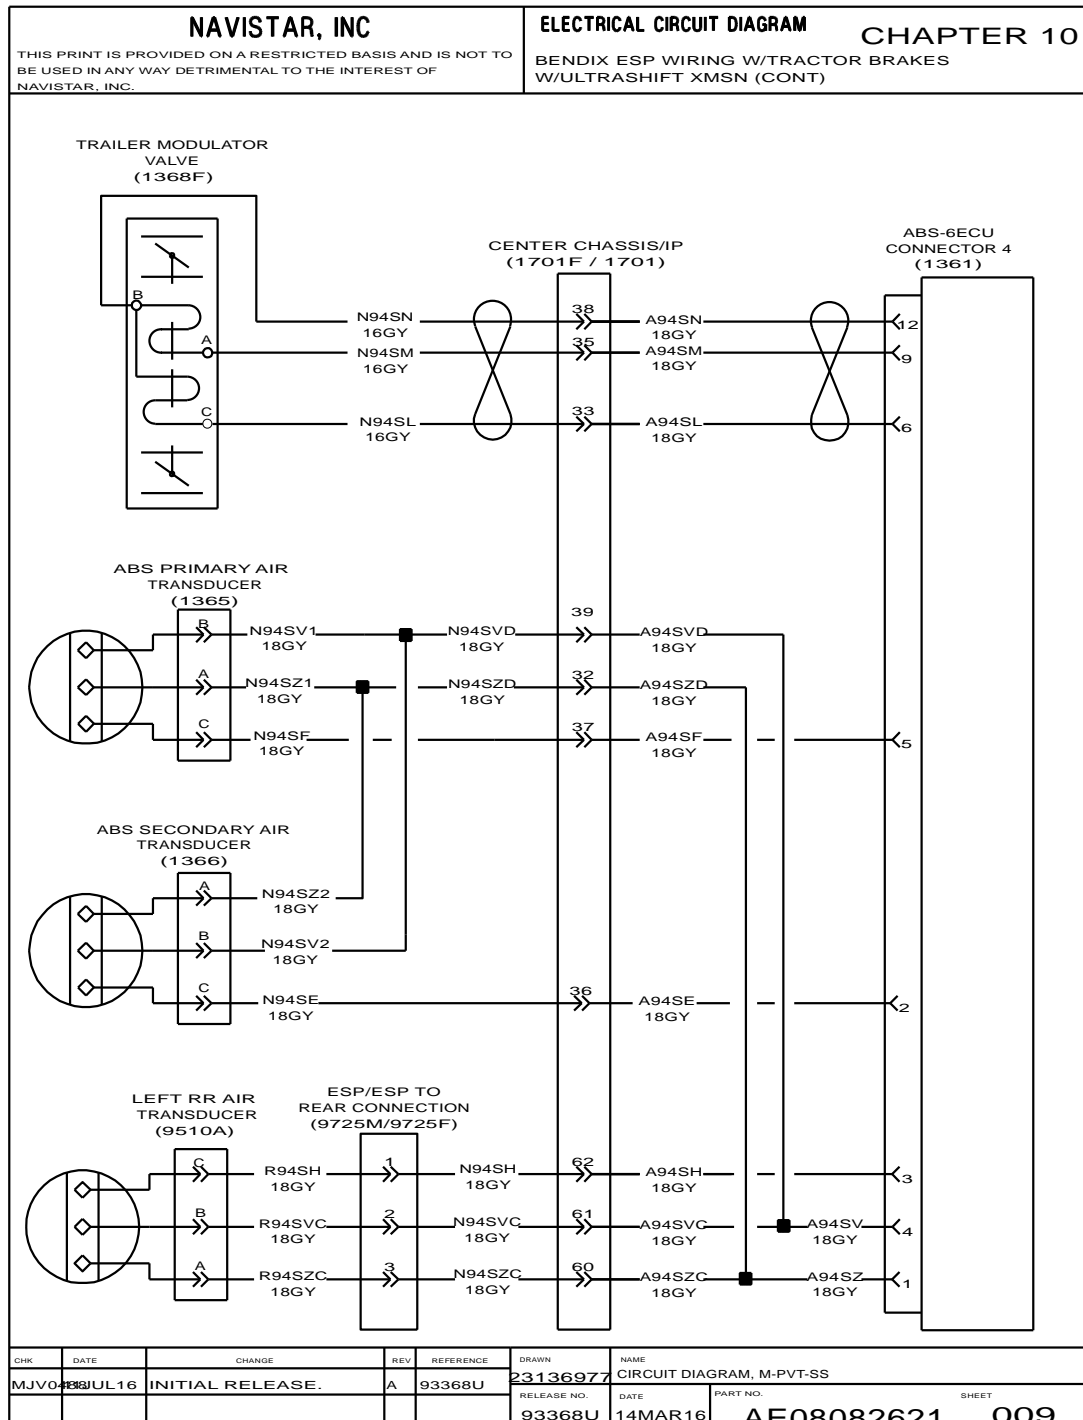 NAVISTAR, INC
THIS PRINT IS PROVIDED ON A RESTRICTED BASIS AND IS NOT TO
BE USED IN ANY WAY DETRIMENTAL TO THE INTEREST OF
NAVISTAR, INC.
ELECTRICAL CIRCUIT DIAGRAM
CHAPTER 10
BENDIX ESP WIRING W/TRACTOR BRAKES
W/ULTRASHIFT XMSN (CONT)
TRAILER MODULATOR
VALVE
(1368F)
CENTER CHASSIS/IP
(1701F / 1701)
ABS-6ECU
CONNECTOR 4
(1361)
B
A
C
N94SN
16GY
38
A94SN
18GY
12
N94SM
16GY
35
A94SM
18GY
9
N94SL
16GY
33
A94SL
18GY
6
ABS PRIMARY AIR
TRANSDUCER
(1365)
B
N94SV1
18GY
N94SVD
18GY
39
A94SVD
18GY
A
N94SZ1
18GY
N94SZD
18GY
32
A94SZD
18GY
C
N94SF
18GY
37
A94SF
18GY
5
ABS SECONDARY AIR
TRANSDUCER
(1366)
A
N94SZ2
18GY
B
N94SV2
18GY
C
N94SE
18GY
36
A94SE
18GY
2
LEFT RR AIR
TRANSDUCER
(9510A)
ESP/ESP TO
REAR CONNECTION
(9725M/9725F)
C
R94SH
18GY
1
N94SH
18GY
62
A94SH
18GY
3
B
R94SVC
18GY
2
N94SVC
18GY
61
A94SVC
18GY
A94SV
18GY
4
A
R94SZC
18GY
3
N94SZC
18GY
60
A94SZC
18GY
A94SZ
18GY
1
CHK DATE CHANGE REV REFERENCE
INITIAL RELEASE. A 93368U
DRAWN
23136977
NAME
CIRCUIT DIAGRAM, M-PVT-SS
RELEASE NO.
93368U
DATE
14MAR16
PART NO.
AE08082621
SHEET
009